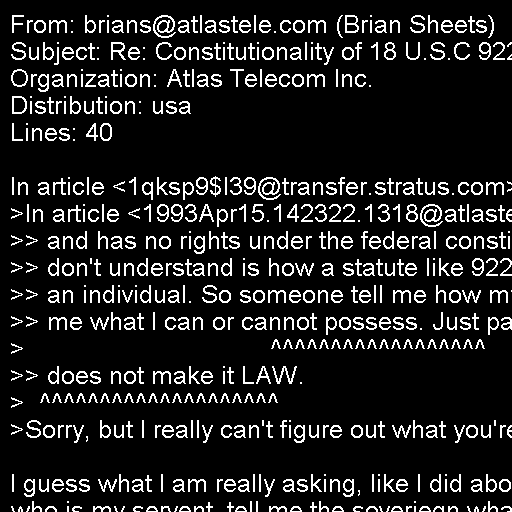 From: brians@atlastele.com (Brian Sheets)
Subject: Re: Constitutionality of 18 U.S.C 922
Organization: Atlas Telecom Inc.
Distribution: usa
Lines: 40

In article <1qksp9$l39@transfer.stratus.com>
>In article <1993Apr15.142322.1318@atlaste
>> and has no rights under the federal consti
>> don't understand is how a statute like 922
>> an individual. So someone tell me how my
>> me what I can or cannot possess. Just pa
> ^^^^^^^^^^^^^^^^^^
>> does not make it LAW.
> ^^^^^^^^^^^^^^^^^^^^
>Sorry, but I really can't figure out what you're

I guess what I am really asking, like I did abo
who is my servent, tell me the soveriegn wha